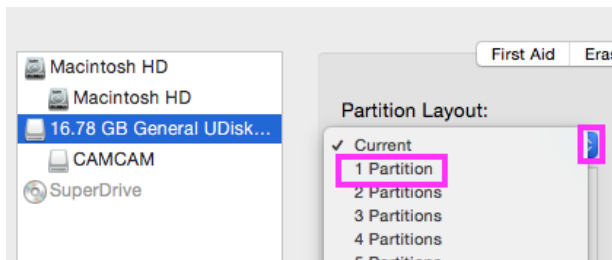 First Aid
Macintosh HD
Macintosh HD
16.78 GB General UDisk...
CAMCAM
SuperDrive
Partition Layout:
✓ Current
1 Partition
2 Partitions
3 Partitions
4 Partitions